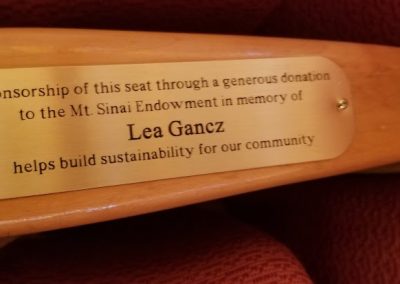 onsorship of this seat through a generous donation
to the Mt. Sinai Endowment in memory of
Lea Gancz
helps build sustainability for our community